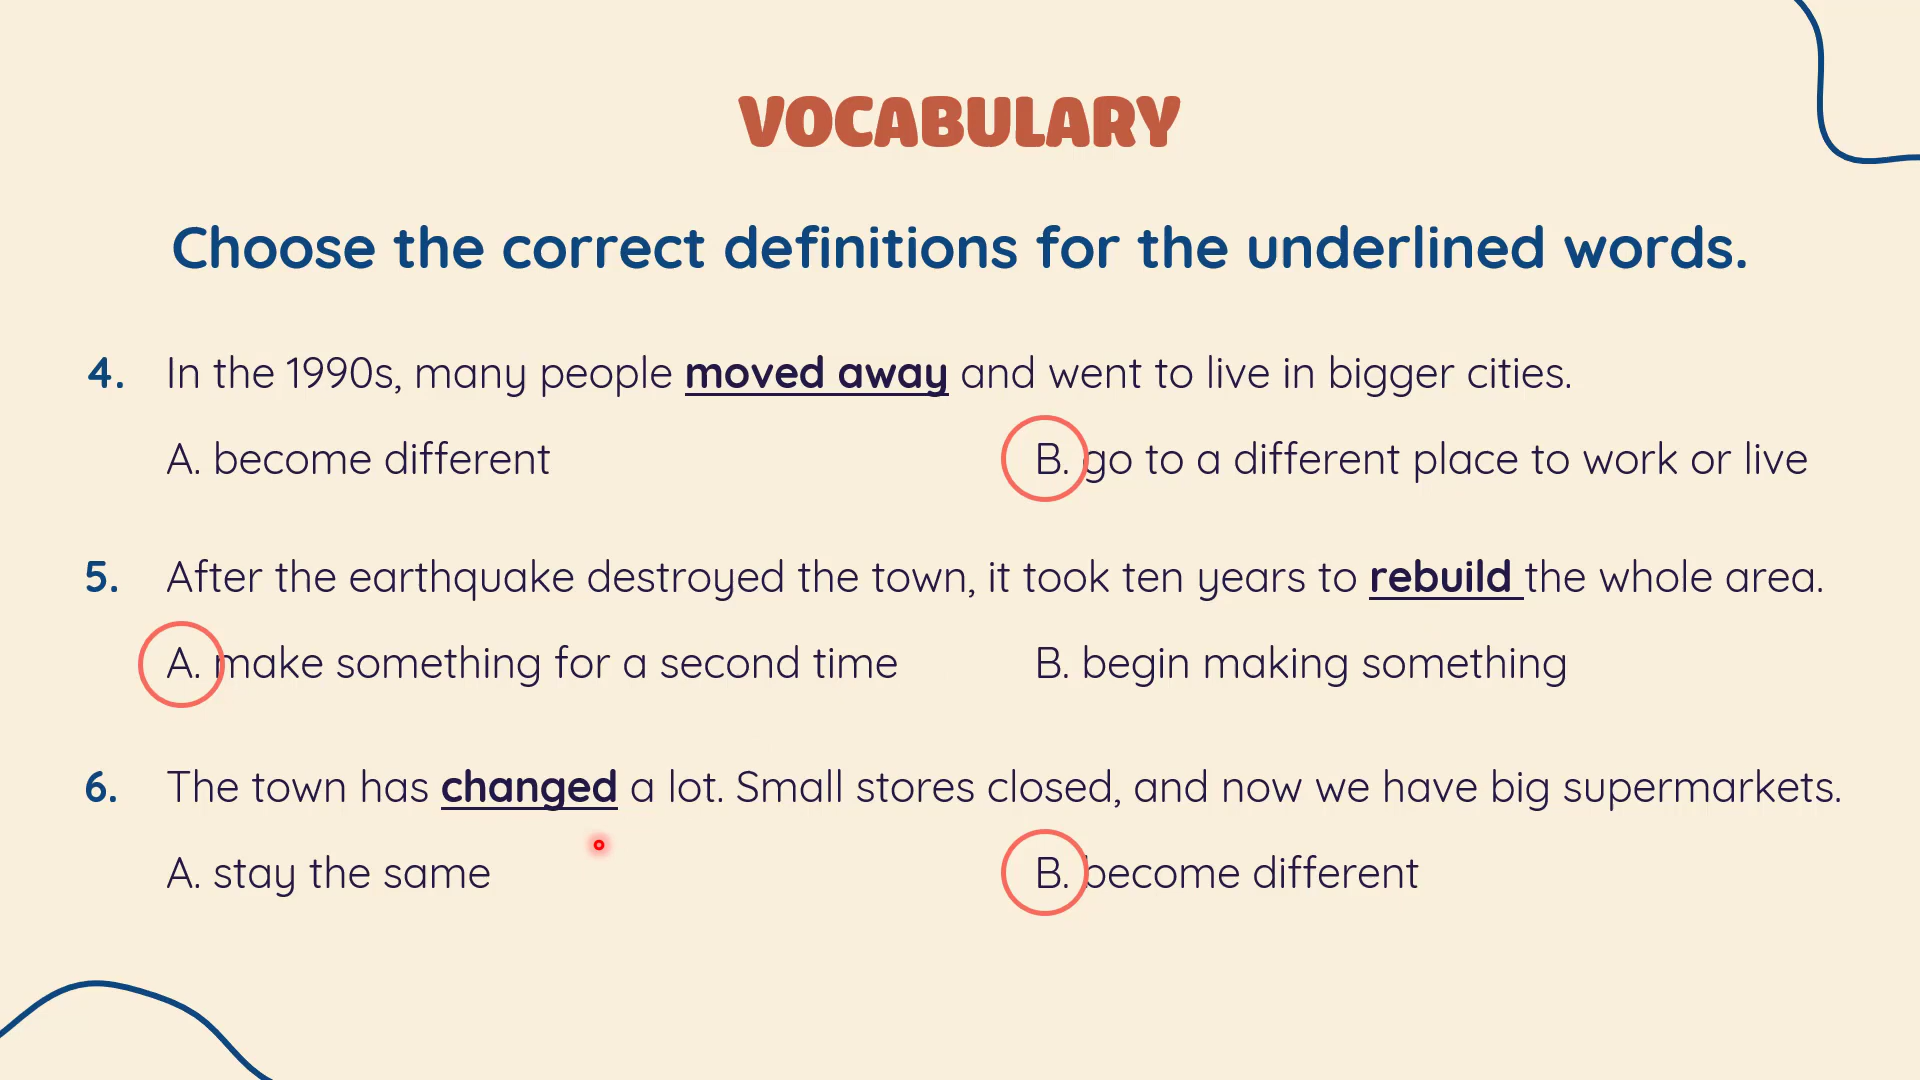 VOCABULARY
Choose the correct definitions for the underlined words.
4. In the 1990s, many people moved away and went to live in bigger cities.
A. become different B. go to a different place to work or live
5. After the earthquake destroyed the town, it took ten years to rebuild the whole area.
A. make something for a second time B. begin making something
6. The town has changed a lot. Small stores closed, and now we have big supermarkets.
A. stay the same B. become different